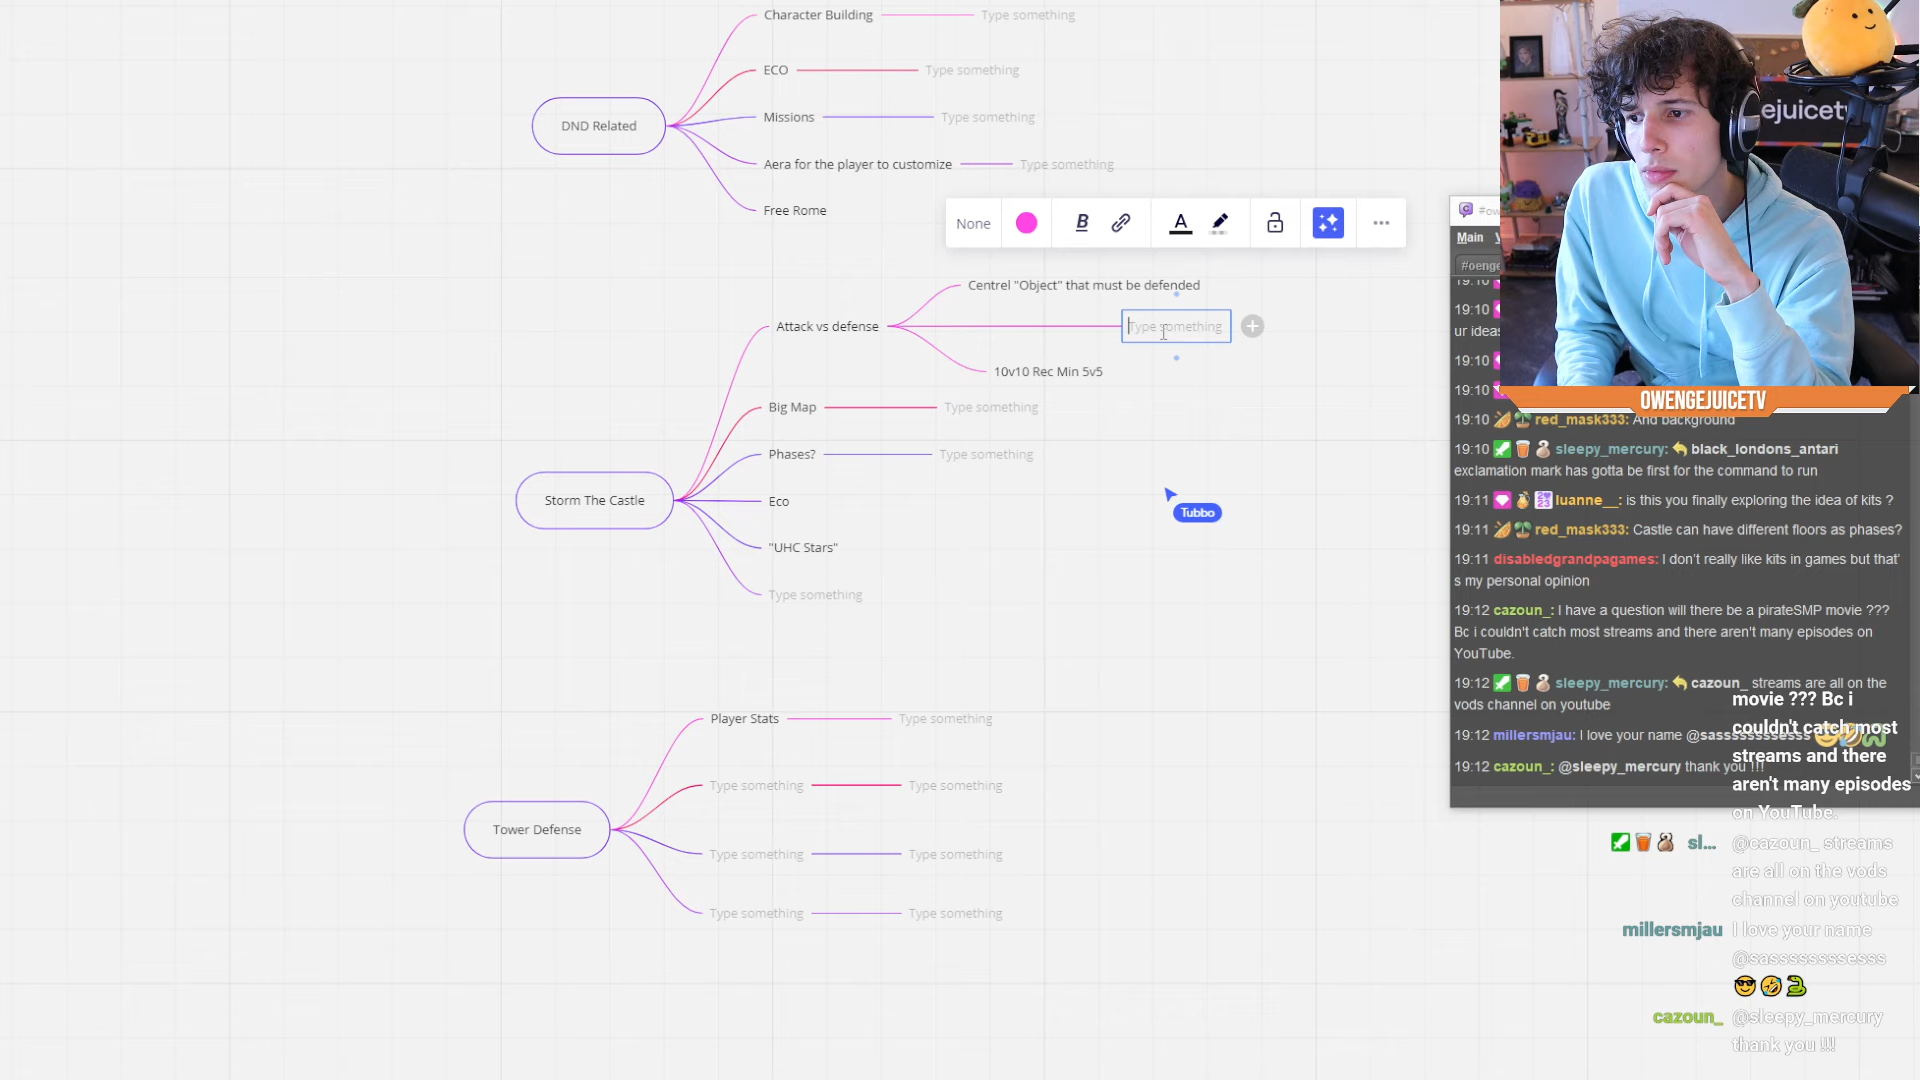 Character Building
Type something
ECO
Type something
Missions
Type something
DND Related
Aera for the player to customize
Type something
Free Rome
None
B
A
Centrel "Object" that must be defended
Attack vs defense
Type something
10v10 Rec Min 5v5
Big Map
Type something
Phases?
Type something
Storm The Castle
Eco
Tubbo
"UHC Stars"
Type something
Player Stats
Type something
Type something
Type something
Tower Defense
Type something
Type something
Type something
Type something
ejuicetv
#ow
Main
#oenge
19:10
19:10
ur ideas
19:10
19:10
OWENGEJUICETV
19:10 red_mask333: And background
19:10 sleepy_mercury: black_londons_antari
exclamation mark has gotta be first for the command to run
19:11 luanne__: is this you finally exploring the idea of kits ?
19:11 red_mask333: Castle can have different floors as phases?
19:11 disabledgrandpagames: I don't really like kits in games but that'
s my personal opinion
19:12 cazoun_: I have a question will there be a pirateSMP movie ???
Bc i couldn't catch most streams and there aren't many episodes on
YouTube.
19:12 sleepy_mercury: cazoun_ streams are all on the
vods channel on youtube
19:12 millersmjau: I love your name @sasssssssesss
19:12 cazoun_: @sleepy_mercury thank you !!!
movie ??? Bc i
couldn't catch most
streams and there
aren't many episodes
on YouTube.
sl... @cazoun_ streams
are all on the vods
channel on youtube
millersmjau I love your name
@sasssssssesss
😎🤣🐍
cazoun_ @sleepy_mercury
thank you !!!